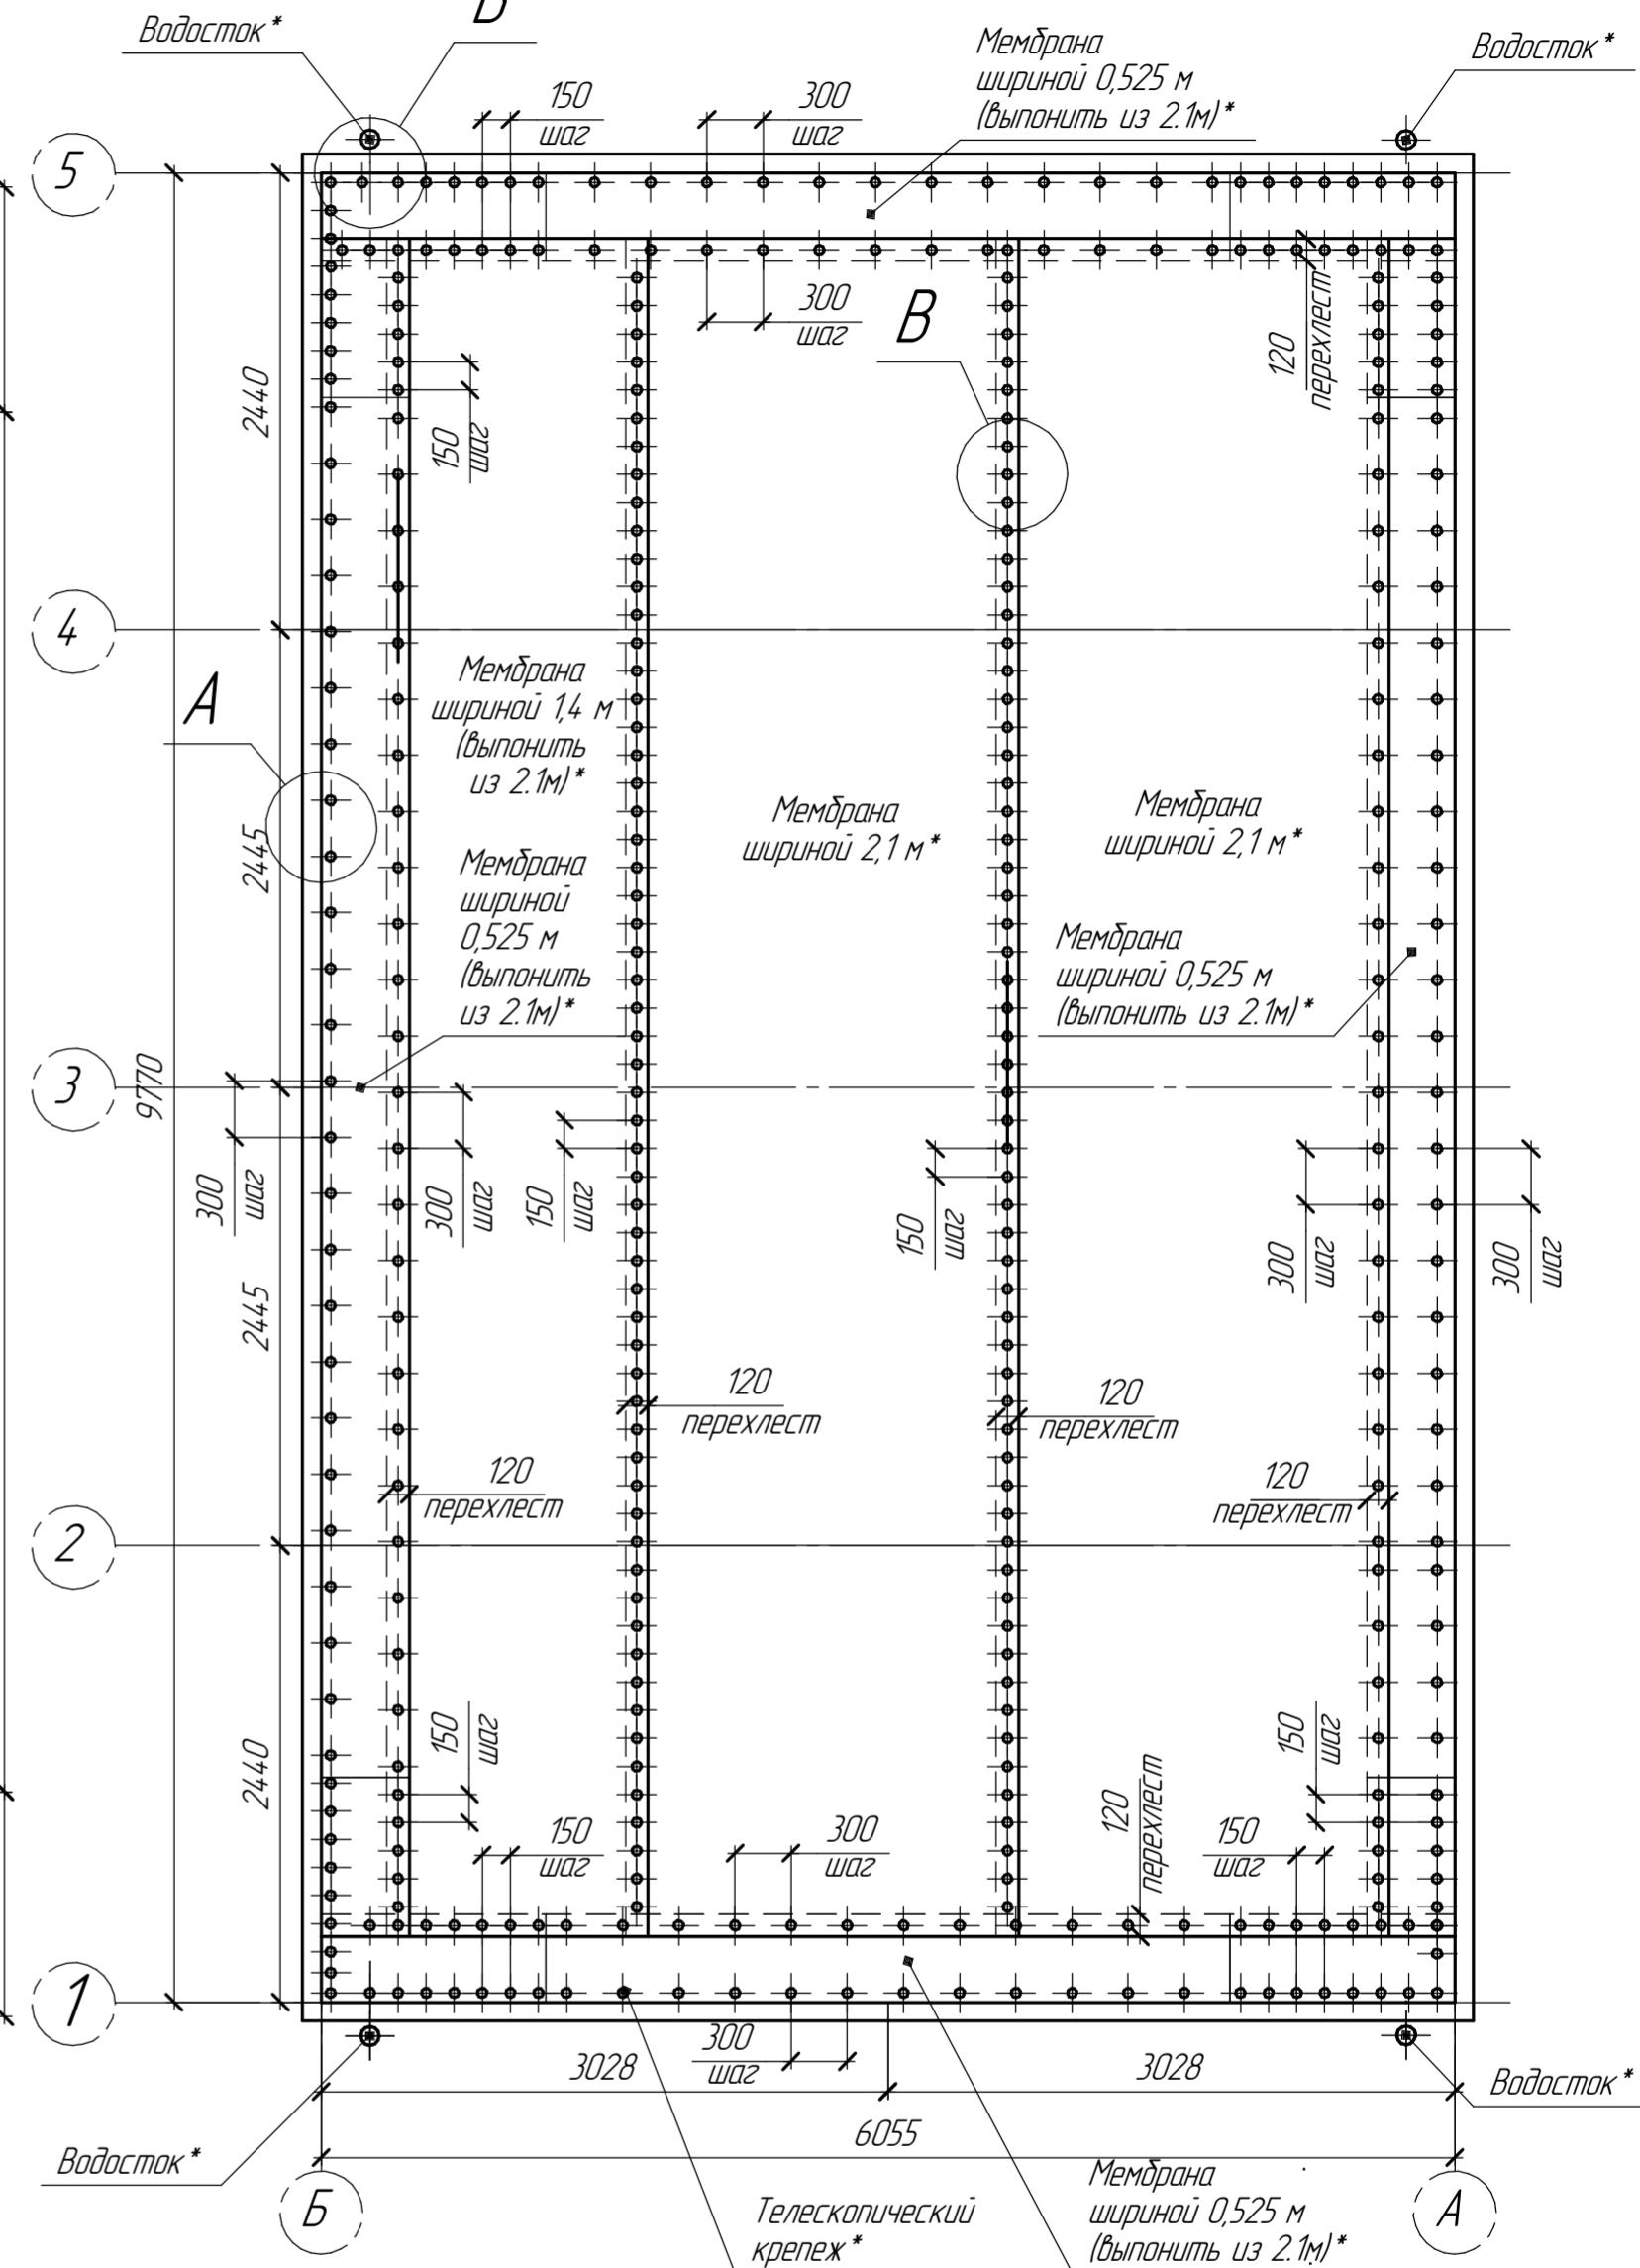 Водосток*
Мембрана
шириной 0,525 м
(выпонить из 2.1м)*
Водосток*
150
шаг
300
шаг
5
300
шаг
В
120
перехлест
2440
150
шаг
4
А
Мембрана
шириной 1,4 м
(выпонить
из 2.1м)*
Мембрана
шириной 2,1 м*
Мембрана
шириной 2,1 м*
2445
Мембрана
шириной
0,525 м
(выпонить
из 2.1м)*
Мембрана
шириной 0,525 м
(выпонить из 2.1м)*
3
9770
300
шаг
300
шаг
150
шаг
150
шаг
300
шаг
300
шаг
2445
120
перехлест
120
перехлест
120
перехлест
120
перехлест
2
2440
150
шаг
150
шаг
150
шаг
300
шаг
120
перехлест
150
шаг
1
300
шаг
3028
3028
6055
Водосток*
Водосток*
Б
А
Телескопический
крепеж*
Мембрана
шириной 0,525 м
(выпонить из 2.1м)*